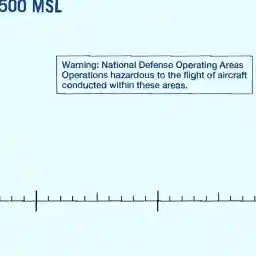 500 MSL
Warning: National Defense Operating Areas
Operations hazardous to the flight of aircraft
conducted within these areas.